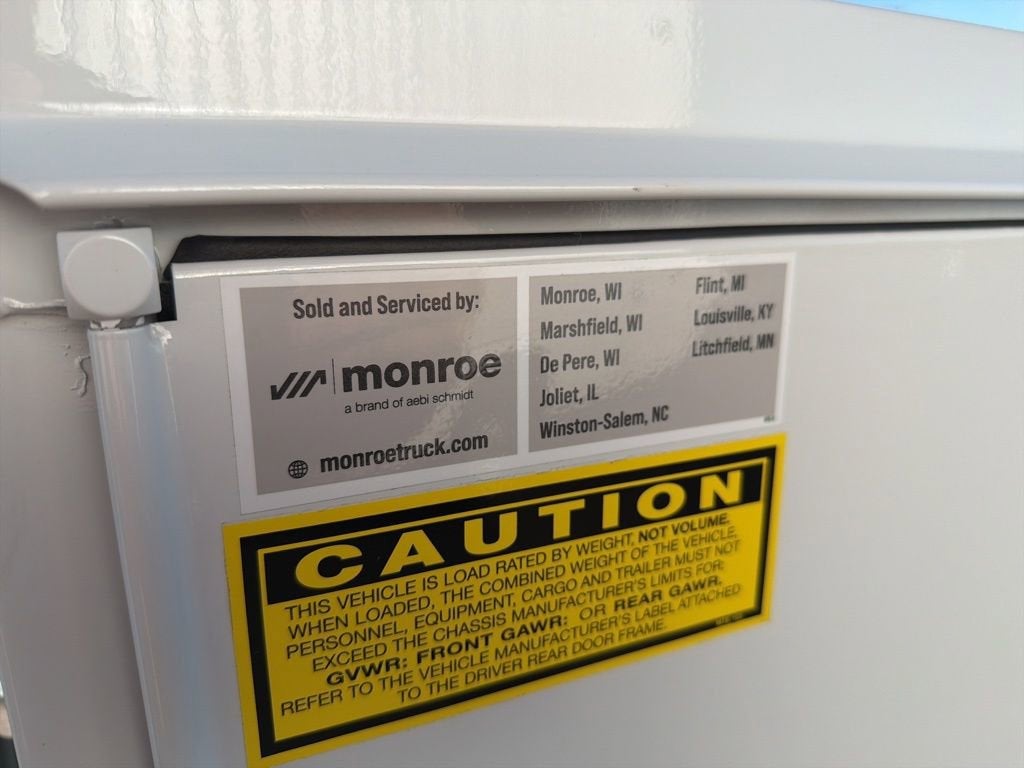 Sold and Serviced by:
monroe
a brand of aebi schmidt
monroetruck.com
Monroe, WI
Marshfield, WI
De Pere, WI
Joliet, IL
Winston-Salem, NC
Flint, MI
Louisville, KY
Litchfield, MN
CAUTION
THIS VEHICLE IS LOAD RATED BY WEIGHT, NOT VOLUME.
WHEN LOADED, THE COMBINED WEIGHT OF THE VEHICLE,
PERSONNEL, EQUIPMENT, CARGO AND TRAILER MUST NOT
EXCEED THE CHASSIS MANUFACTURER'S LIMITS FOR:
GVWR: FRONT GAWR: OR REAR GAWR.
REFER TO THE VEHICLE MANUFACTURER'S LABEL ATTACHED
TO THE DRIVER REAR DOOR FRAME.